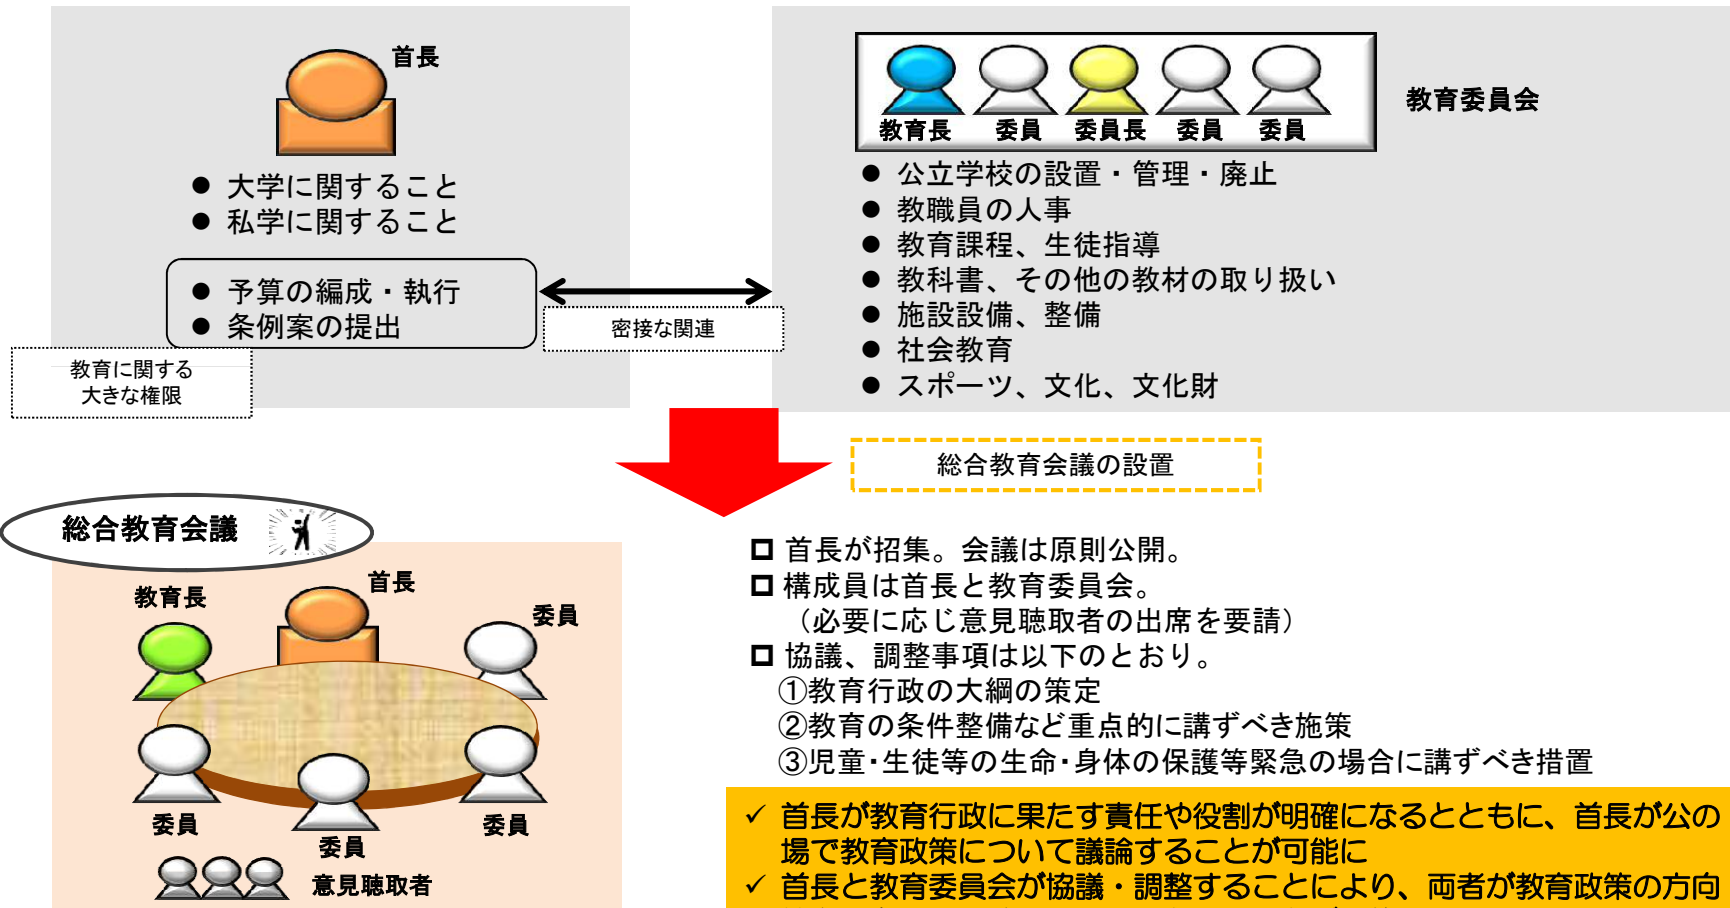 首長
● 大学に関すること
● 私学に関すること
● 予算の編成・執行
● 条例案の提出
教育に関する
大きな権限
密接な関連
教育長 委員 委員長 委員 委員
教育委員会
● 公立学校の設置・管理・廃止
● 教職員の人事
● 教育課程、生徒指導
● 教科書、その他の教材の取り扱い
● 施設設備、整備
● 社会教育
● スポーツ、文化、文化財
総合教育会議の設置
総合教育会議
教育長
首長
委員
委員
委員
委員
意見聴取者
□ 首長が招集。会議は原則公開。
□ 構成員は首長と教育委員会。
（必要に応じ意見聴取者の出席を要請）
□ 協議、調整事項は以下のとおり。
①教育行政の大綱の策定
②教育の条件整備など重点的に講ずべき施策
③児童・生徒等の生命・身体の保護等緊急の場合に講ずべき措置
✓ 首長が教育行政に果たす責任や役割が明確になるとともに、首長が公の
場で教育政策について議論することが可能に
✓ 首長と教育委員会が協議・調整することにより、両者が教育政策の方向